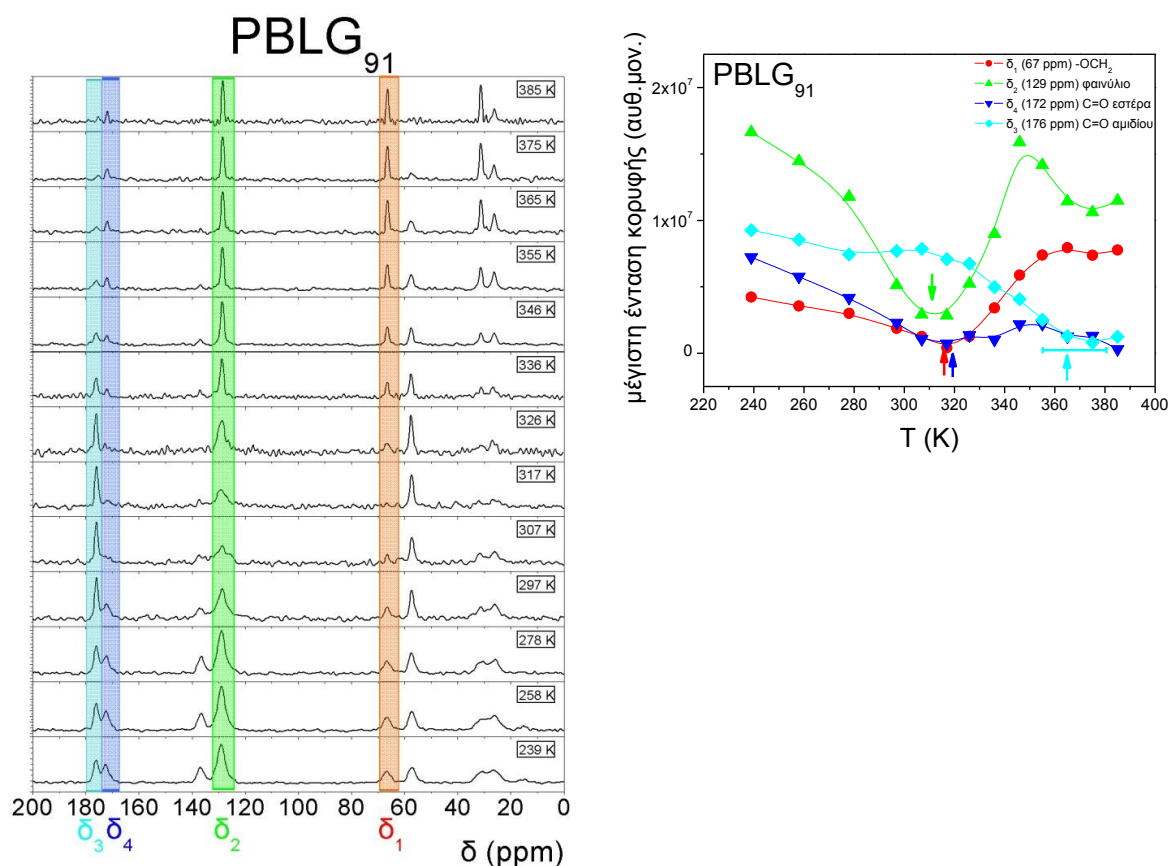 PBLG91
385 K
375 K
365 K
355 K
346 K
336 K
326 K
317 K
307 K
297 K
278 K
258 K
239 K
200 180 160 140 120 100 80 60 40 20 0
δ3 δ4 δ2 δ1 δ (ppm)
PBLG91
δ1 (67 ppm) -OCH2
δ2 (129 ppm) φαινύλιο
δ4 (172 ppm) C=O εστέρα
δ3 (176 ppm) C=O αμιδίου
μέγιστη ένταση κορυφής (αυθ.μον.)
2x10^7
1x10^7
0
220 240 260 280 300 320 340 360 380 400
T (K)